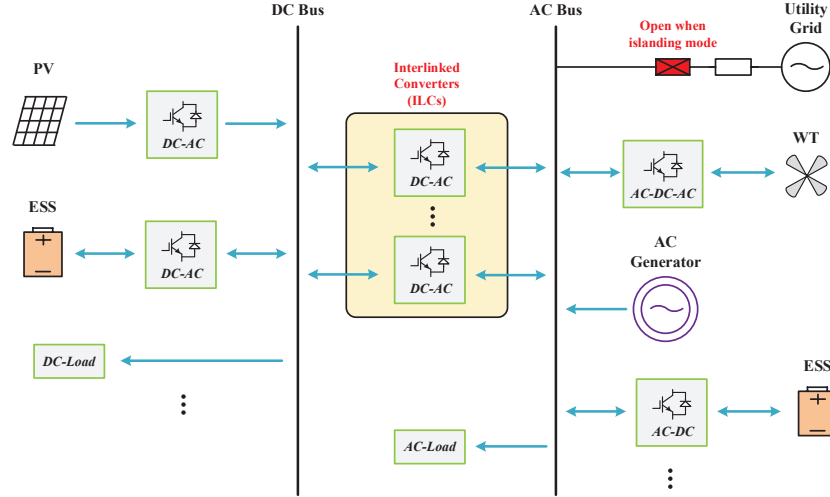 DC Bus
AC Bus
Utility
Grid
Open when
islanding mode
PV
Interlinked
Converters
(ILCs)
DC-AC
DC-AC
AC-DC-AC
WT
ESS
+
−
DC-AC
DC-AC
AC
Generator
DC-Load
ESS
+
−
AC-DC
AC-Load